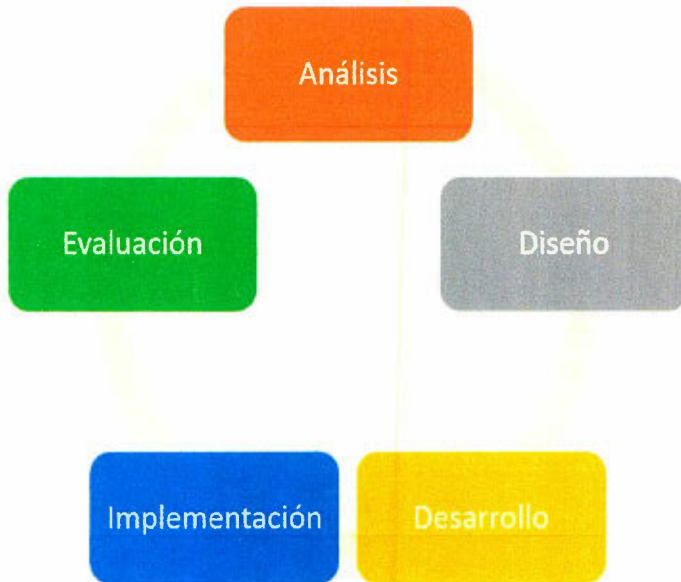 Análisis
Diseño
Desarrollo
Implementación
Evaluación